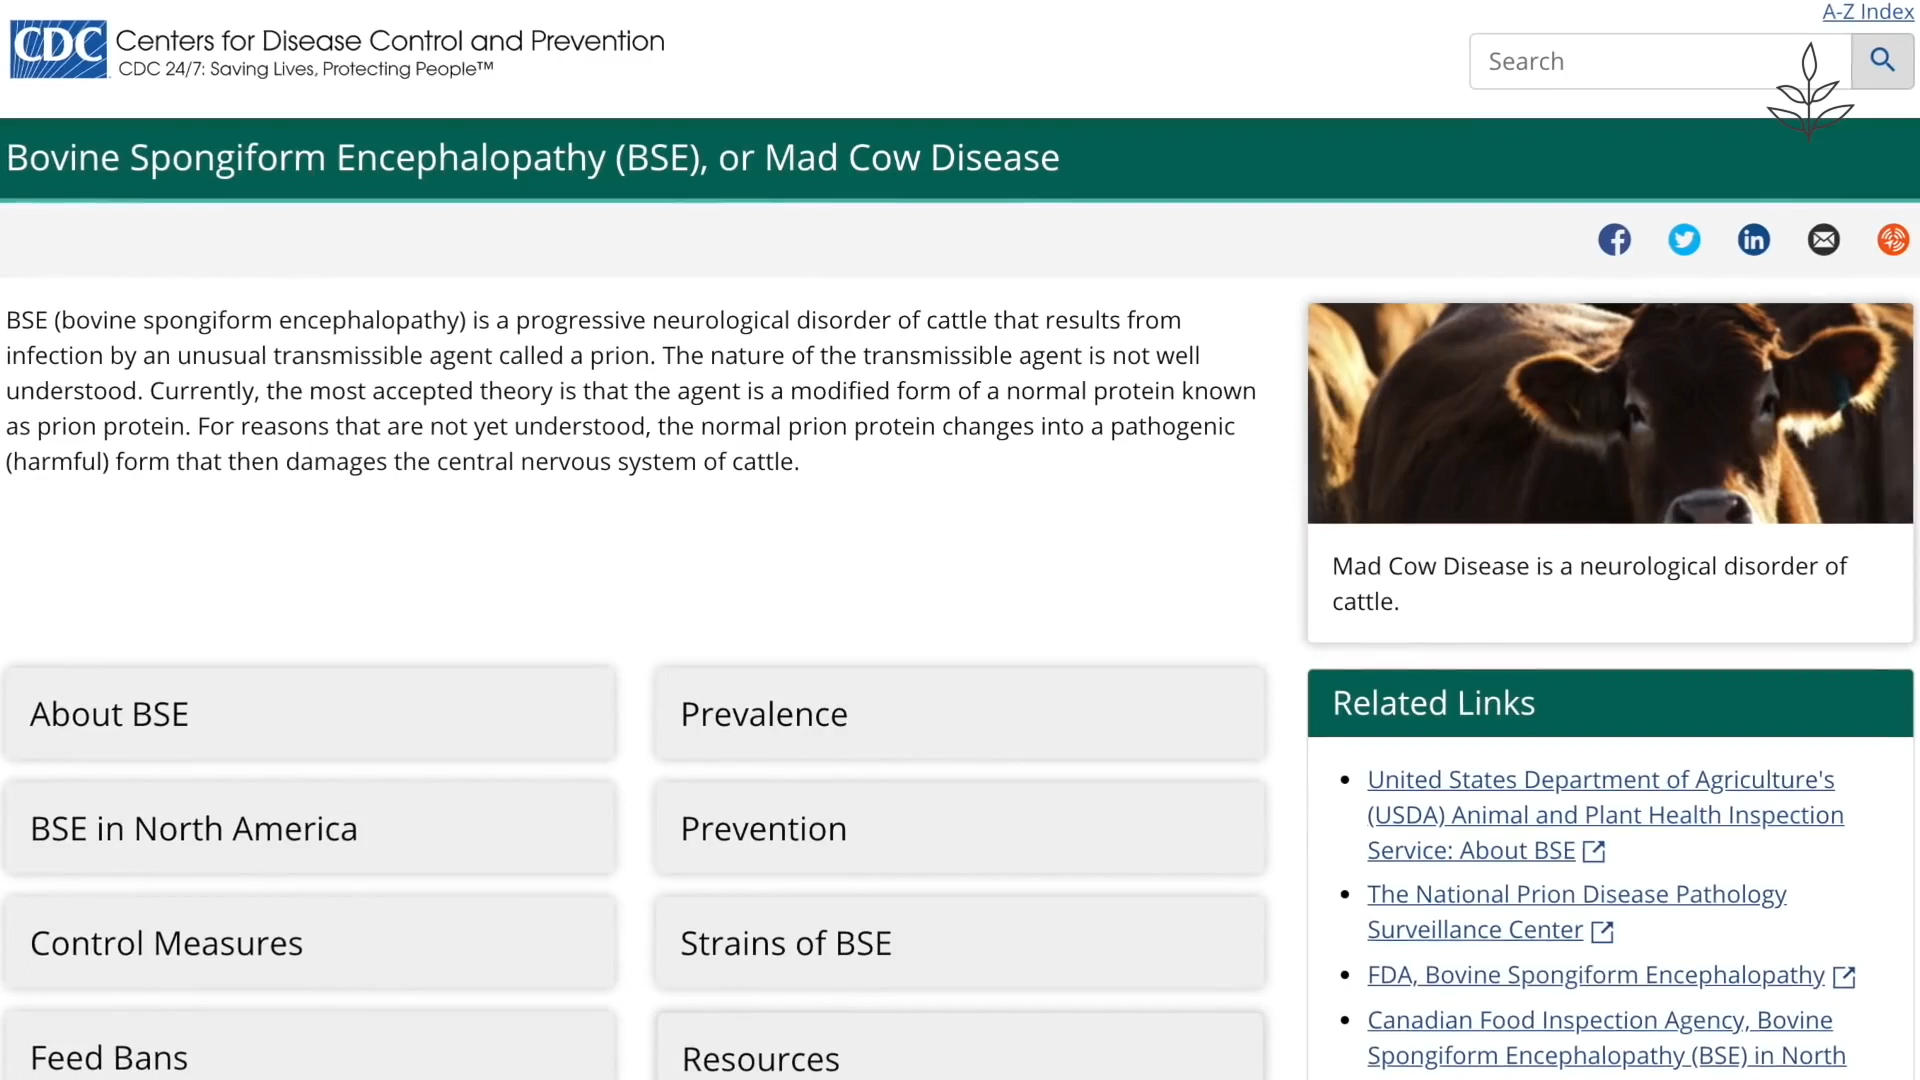 A-Z Index
CDC
Centers for Disease Control and Prevention
CDC 24/7: Saving Lives, Protecting People™
Search
Bovine Spongiform Encephalopathy (BSE), or Mad Cow Disease
BSE (bovine spongiform encephalopathy) is a progressive neurological disorder of cattle that results from
infection by an unusual transmissible agent called a prion. The nature of the transmissible agent is not well
understood. Currently, the most accepted theory is that the agent is a modified form of a normal protein known
as prion protein. For reasons that are not yet understood, the normal prion protein changes into a pathogenic
(harmful) form that then damages the central nervous system of cattle.
Mad Cow Disease is a neurological disorder of
cattle.
About BSE
Prevalence
BSE in North America
Prevention
Control Measures
Strains of BSE
Feed Bans
Resources
Related Links
United States Department of Agriculture's
(USDA) Animal and Plant Health Inspection
Service: About BSE
The National Prion Disease Pathology
Surveillance Center
FDA, Bovine Spongiform Encephalopathy
Canadian Food Inspection Agency, Bovine
Spongiform Encephalopathy (BSE) in North